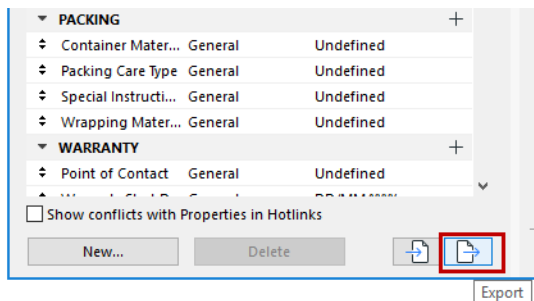 PACKING
Container Mater... General Undefined
Packing Care Type General Undefined
Special Instructi... General Undefined
Wrapping Mater... General Undefined
WARRANTY
Point of Contact General Undefined
Show conflicts with Properties in Hotlinks
New... Delete
Export